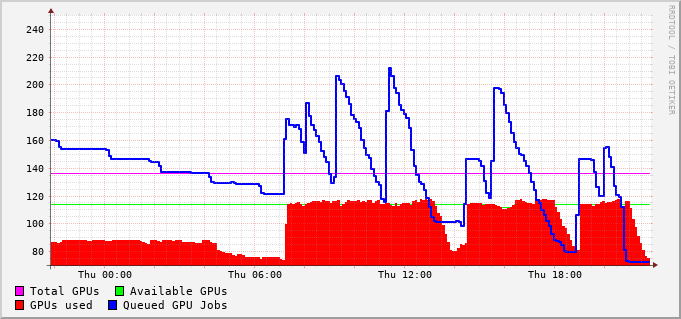 RRDTOOL / TOBI OETIKER
240
220
200
180
160
140
120
100
80
Thu 00:00 Thu 06:00 Thu 12:00 Thu 18:00
Total GPUs Available GPUs
GPUs used Queued GPU Jobs